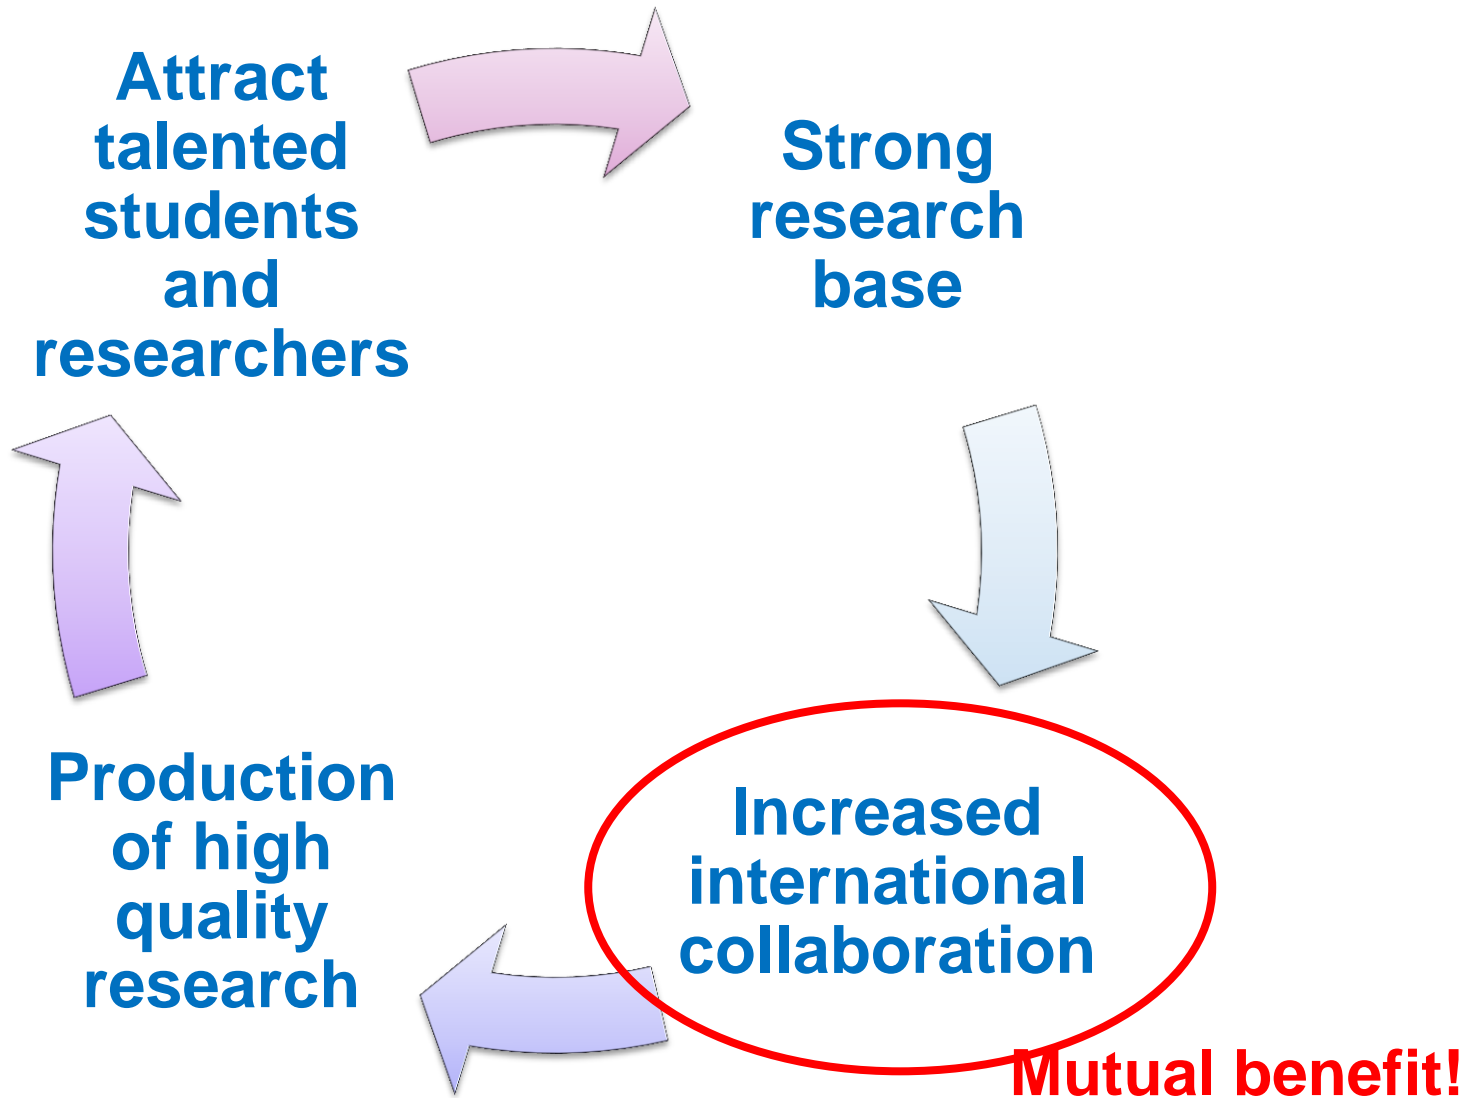 Attract
talented
students
and
researchers
Strong
research
base
Increased
international
collaboration
Mutual benefit!
Production
of high
quality
research